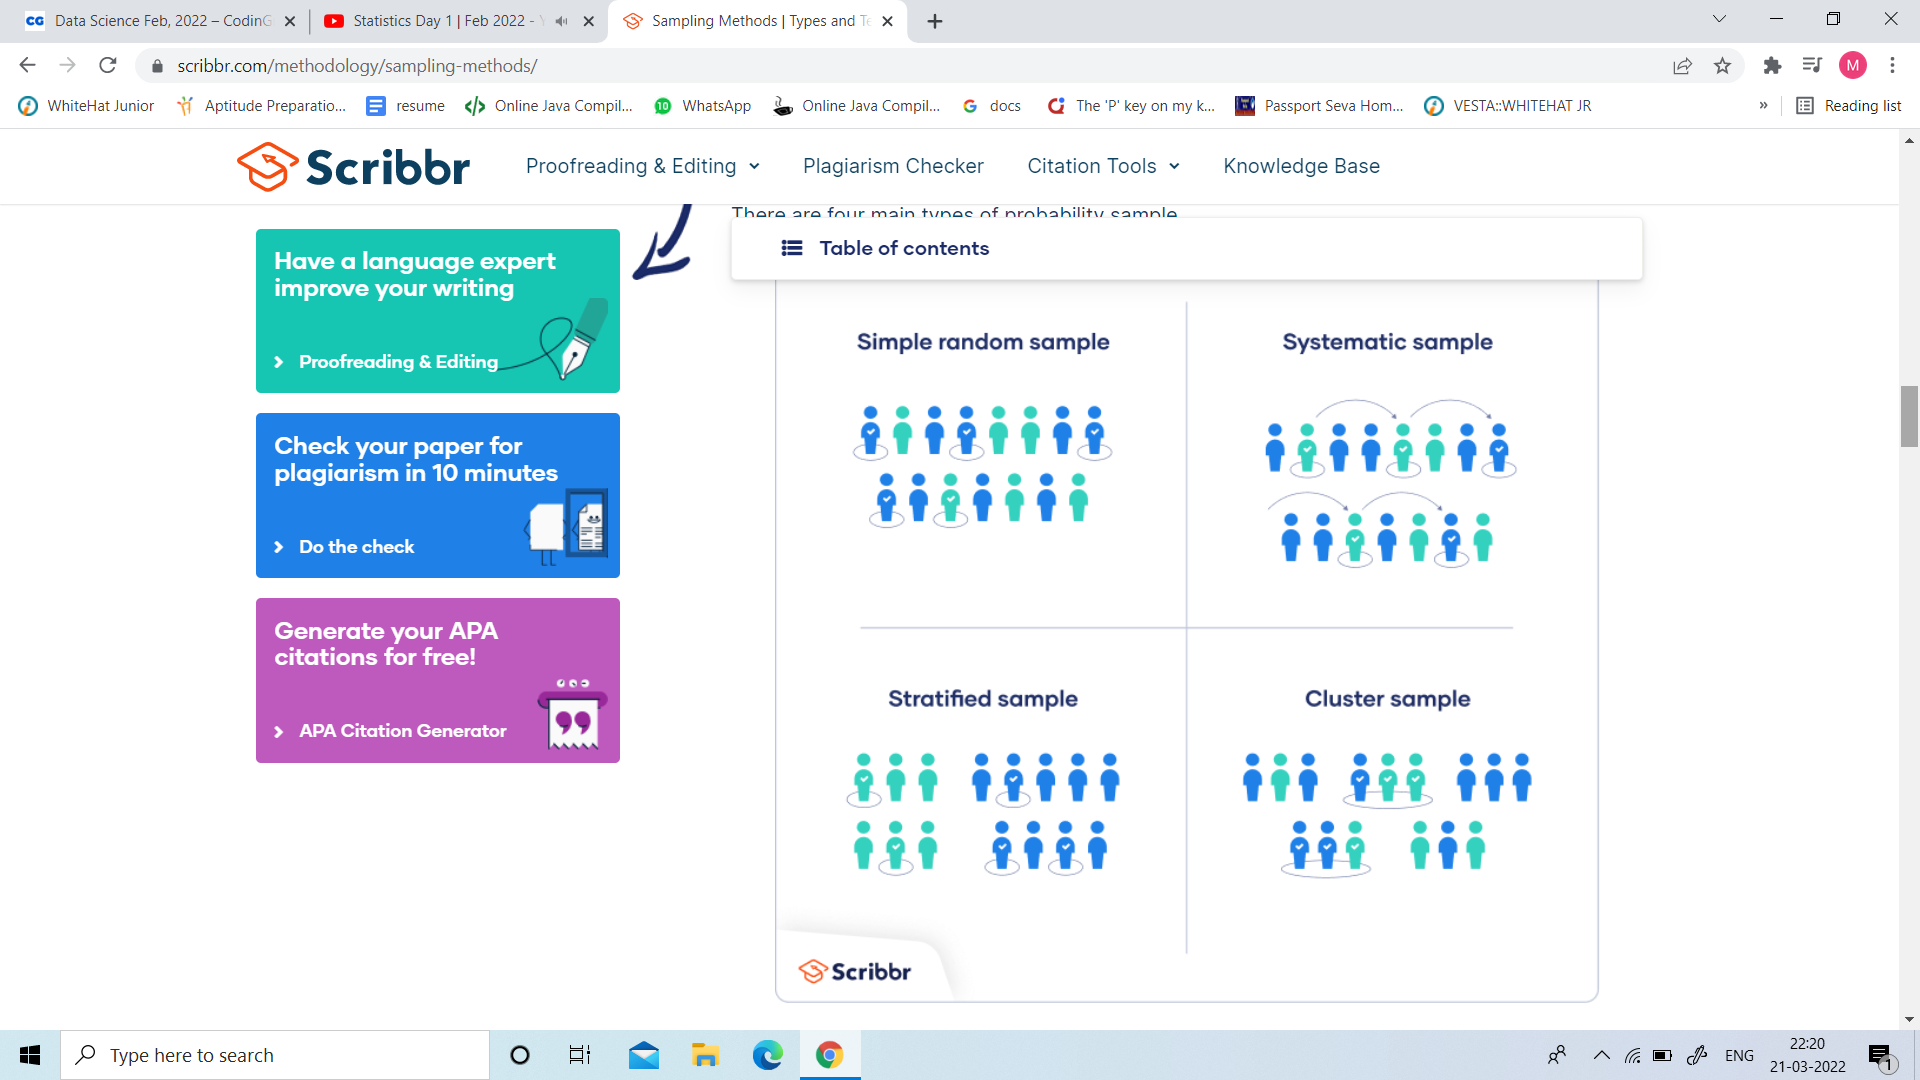 Data Science Feb, 2022 – CodinG
Statistics Day 1 | Feb 2022 - Y
Sampling Methods | Types and Te
scribbr.com/methodology/sampling-methods/
M
WhiteHat Junior
Aptitude Preparatio...
resume
Online Java Compil...
WhatsApp
Online Java Compil...
docs
The 'P' key on my k...
Passport Seva Hom...
VESTA::WHITEHAT JR
»
Reading list
Scribbr
Proofreading & Editing
Plagiarism Checker
Citation Tools
Knowledge Base
There are four main types of probability sample
Table of contents
Have a language expert
improve your writing
Proofreading & Editing
Check your paper for
plagiarism in 10 minutes
Do the check
Generate your APA
citations for free!
APA Citation Generator
Simple random sample
Systematic sample
Stratified sample
Cluster sample
Scribbr
Type here to search
ENG
22:20
21-03-2022
1